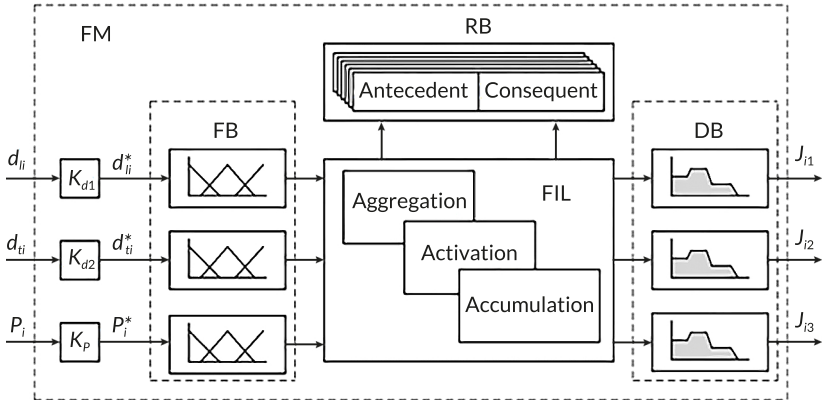 FM
RB
Antecedent Consequent
FB
DB
d_li K_d1 d*_li
FIL
J_i1
Aggregation
d_ti K_d2 d*_ti
Activation
J_i2
Accumulation
P_i K_P P*_i
J_i3